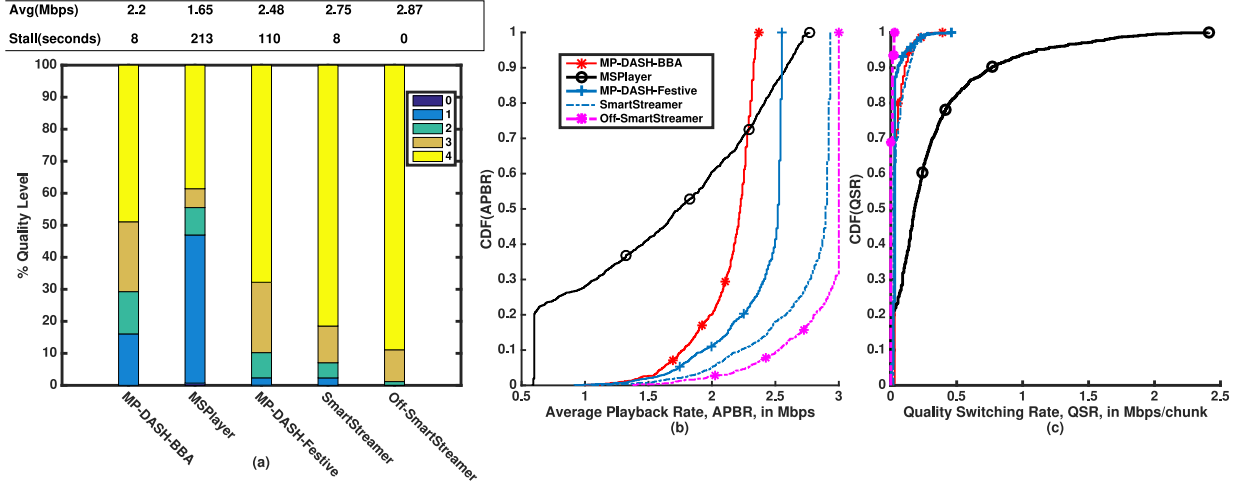 Avg(Mbps) 2.2 1.65 2.48 2.75 2.87
Stall(seconds) 8 213 110 8 0
% Quality Level
100
90
80
70
60
50
40
30
20
10
0
0
1
2
3
4
MP-DASH-BBA
MSPlayer
MP-DASH-Festive
SmartStreamer
Off-SmartStreamer
(a)
CDF(APBR)
1
0.9
0.8
0.7
0.6
0.5
0.4
0.3
0.2
0.1
0
MP-DASH-BBA
MSPlayer
MP-DASH-Festive
SmartStreamer
Off-SmartStreamer
0.5 1 1.5 2 2.5 3
Average Playback Rate, APBR, in Mbps
(b)
CDF(QSR)
1
0.9
0.8
0.7
0.6
0.5
0.4
0.3
0.2
0.1
0
0 0.5 1 1.5 2 2.5
Quality Switching Rate, QSR, in Mbps/chunk
(c)